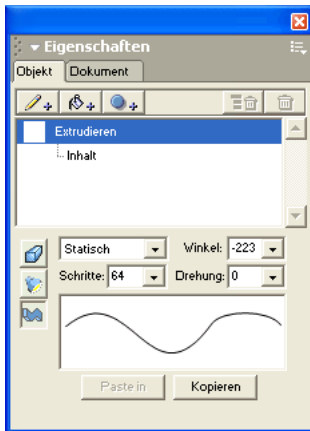 Eigenschaften
Objekt Dokument
Extrudieren
Inhalt
Statisch Winkel: -223
Schritte: 64 Drehung: 0
Paste in Kopieren